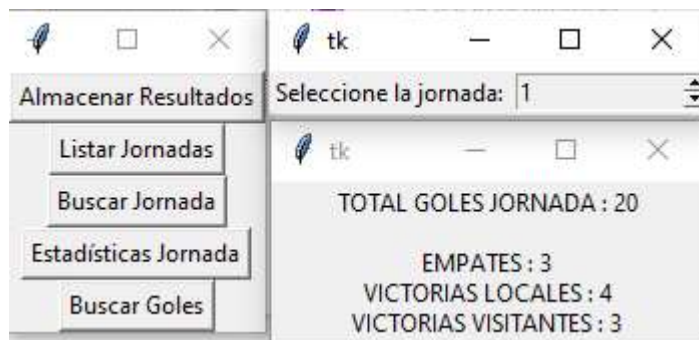 Almacenar Resultados
Listar Jornadas
Buscar Jornada
Estadísticas Jornada
Buscar Goles
tk
Seleccione la jornada: 1
tk
TOTAL GOLES JORNADA : 20
EMPATES : 3
VICTORIAS LOCALES : 4
VICTORIAS VISITANTES : 3